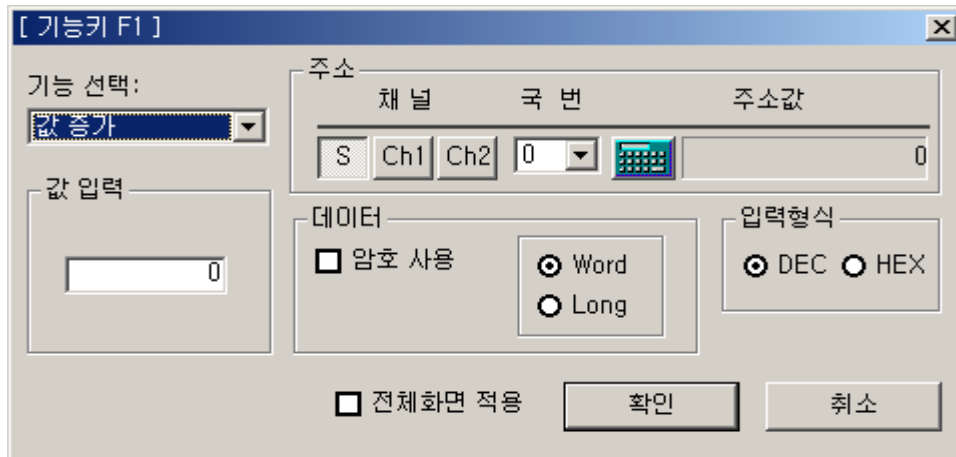 [ 기능키 F1 ]
기능 선택:
값 증가
주소
채 널 국 번 주소값
S Ch1 Ch2 0 0
값 입력
0
데이터
암호 사용
Word
Long
입력형식
DEC HEX
전체화면 적용 확인 취소